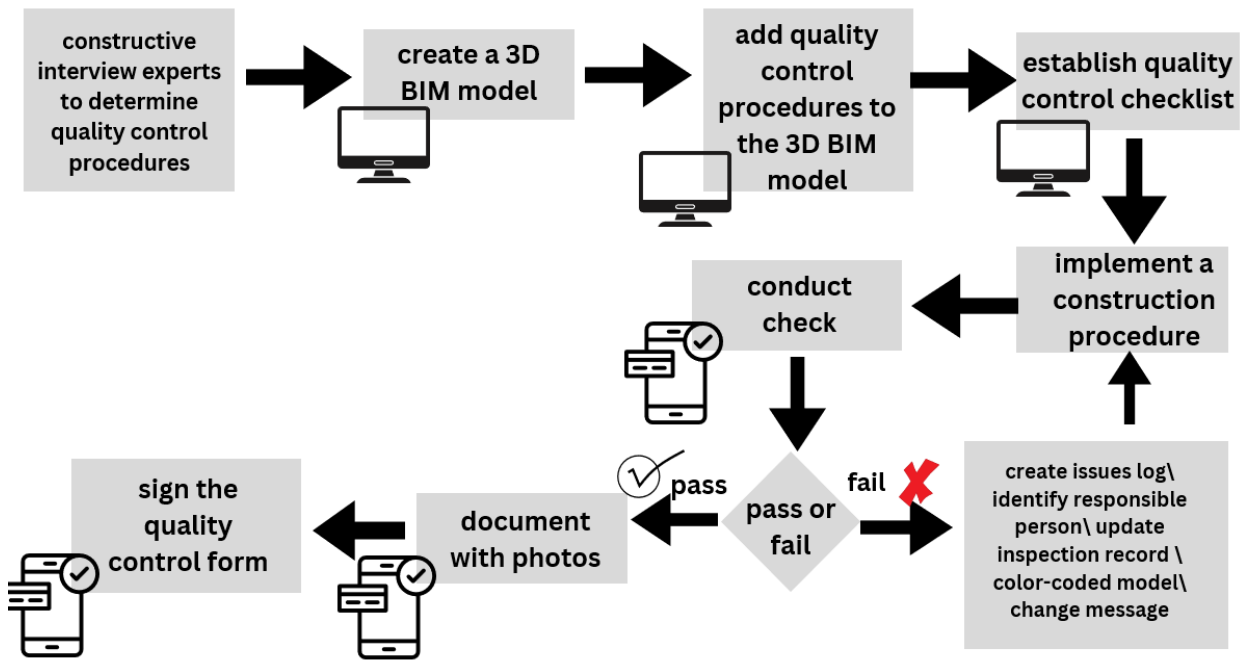 constructive
interview experts
to determine
quality control
procedures
create a 3D
BIM model
add quality
control
procedures to
the 3D BIM
model
establish quality
control checklist
implement a
construction
procedure
conduct
check
pass or
fail
pass
fail
create issues log\
identify responsible
person\ update
inspection record \
color-coded model\
change message
document
with photos
sign the
quality
control form